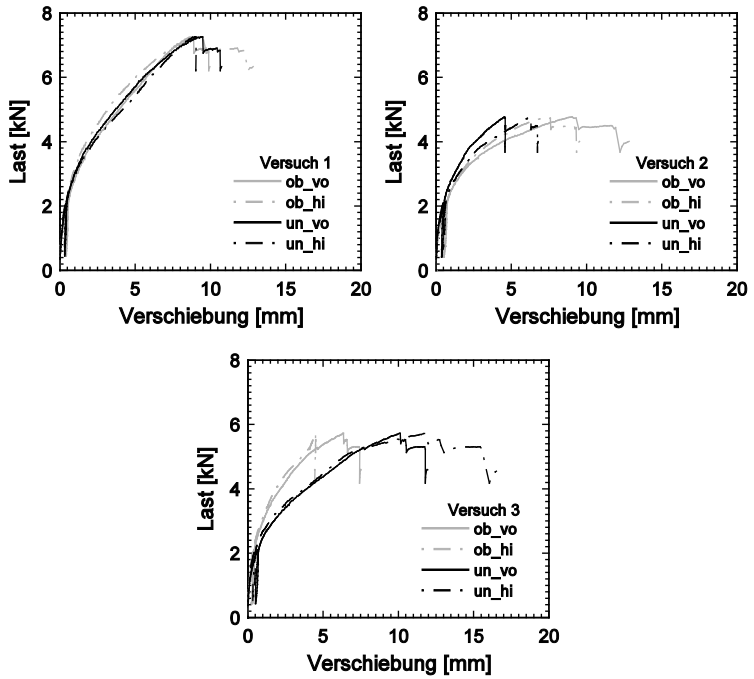 8
6
4
2
0
Last [kN]
Versuch 1
ob_vo
ob_hi
un_vo
un_hi
0 5 10 15 20
Verschiebung [mm]
8
6
4
2
0
Last [kN]
Versuch 2
ob_vo
ob_hi
un_vo
un_hi
0 5 10 15 20
Verschiebung [mm]
8
6
4
2
0
Last [kN]
Versuch 3
ob_vo
ob_hi
un_vo
un_hi
0 5 10 15 20
Verschiebung [mm]